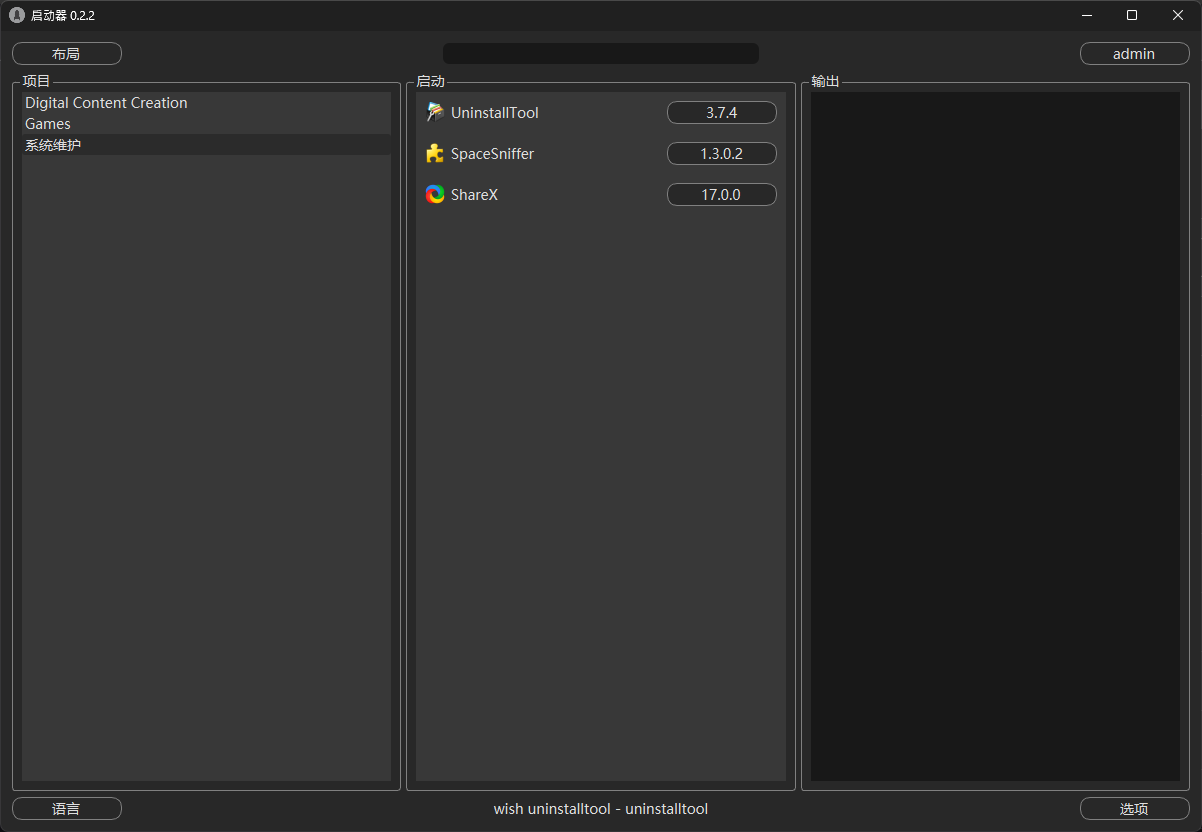 启动器 0.2.2
布局
admin
项目
Digital Content Creation
Games
系统维护
启动
UninstallTool 3.7.4
SpaceSniffer 1.3.0.2
ShareX 17.0.0
输出
语言
wish uninstalltool - uninstalltool
选项